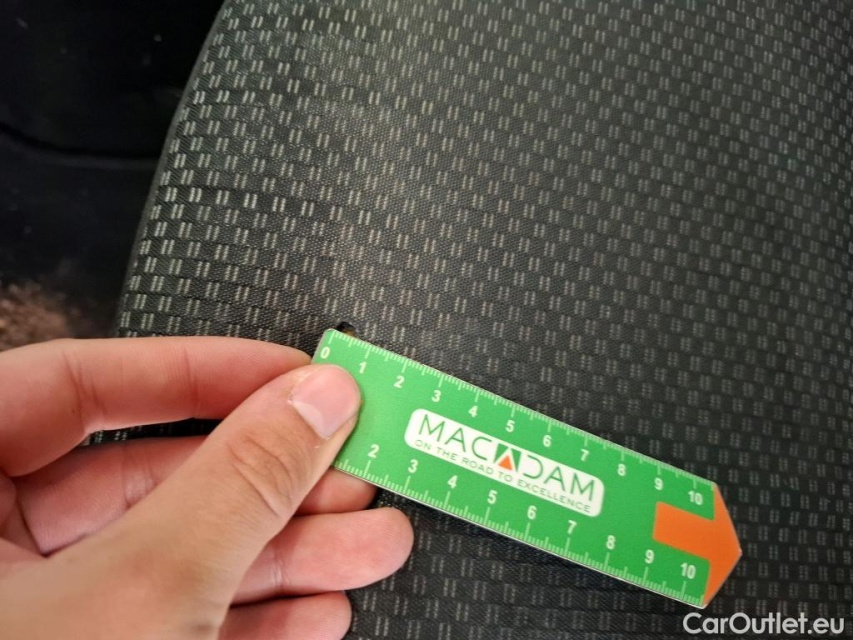 0 1 2 3 4 5 6 7 8 9 10
MACADAM
ON THE ROAD TO EXCELLENCE
2 3 4 5 6 7 8 9 10
CarOutlet.eu